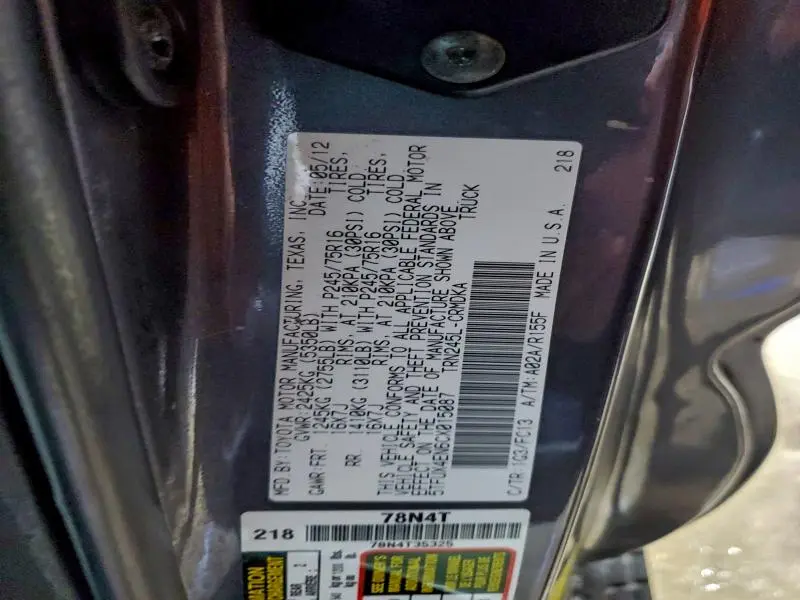 MFD BY: TOYOTA MOTOR MANUFACTURING, TEXAS, INC.
GVWR: 2425KG (5350LB) DATE: 05/12
GAWR·FRT. 1245KG (2755LB) WITH P245/75R16 TIRES,
16X7J RIMS, AT 210KPA (30PSI) COLD
RR. 1410KG (3110LB) WITH P245/75R16 TIRES,
16X7J RIMS, AT 210KPA (30PSI) COLD
THIS VEHICLE CONFORMS TO ALL APPLICABLE FEDERAL MOTOR
VEHICLE SAFETY AND THEFT PREVENTION STANDARDS IN
EFFECT ON THE DATE OF MANUFACTURE SHOWN ABOVE.
5TFUX4EN6CX015087 TRN245L-CRMDKA TRUCK
C/TR:1G3/FC13 A/TM:A02A/R155F MADE IN U.S.A. 218
78N4T
218
78N4T35325
REAR 2
ARRIÈRE